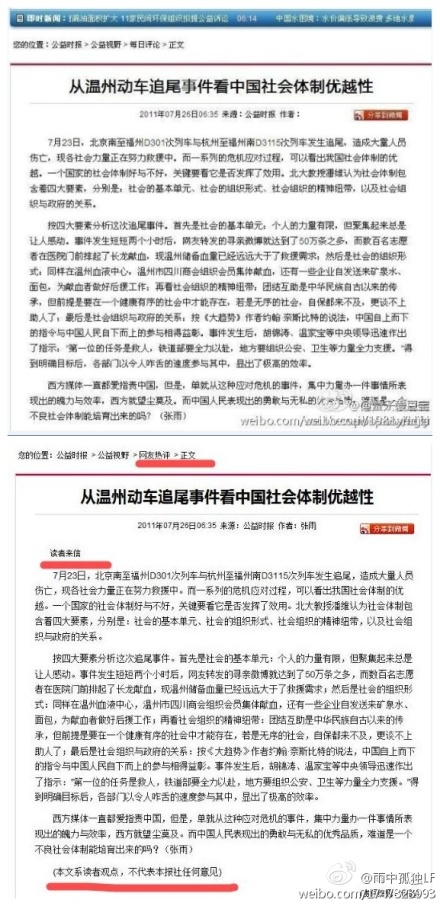 即时新闻：
漏油面积扩大 11家民间环保组织拟提公益诉讼 06:14
中国水困境：水价偏低导致浪费 多地水质
您的位置：公益时报 > 公益视野 > 每日评论 > 正文
从温州动车追尾事件看中国社会体制优越性
2011年07月26日06:35 来源：公益时报 作者：
分享到微博
7月23日，北京南至福州D301次列车与杭州至福州南D3115次列车发生追尾，造成大量人员
伤亡，现各社会力量正在努力救援中。而一系列的危机应对过程，可以看出我国社会体制的优
越。一个国家的社会体制好与不好，关键要看它是否发挥了效用。北大教授潘维认为社会体制包
含着四大要素，分别是：社会的基本单元、社会的组织形式、社会组织的精神纽带，以及社会组
织与政府的关系。
按四大要素分析这次追尾事件。首先是社会的基本单元：个人的力量有限，但聚集起来总是
让人感动。事件发生短短两个小时后，网友转发的寻亲微博就达到了50万条之多，而数百名志愿
者在医院门前排起了长龙献血，现温州储备血量已经远远大于了救援需求；然后是社会的组织形
式：同样在温州血液中心，温州市四川商会组织会员集体献血，还有一些企业自发送来矿泉水、
面包，为献血者做好后援工作；再看社会组织的精神纽带：团结互助是中华民族自古以来的传
承，但前提是要在一个健康有序的社会中才能存在，若是无序的社会，自保都来不及，更谈不上
助人了；最后是社会组织与政府的关系：按《大趋势》作者约翰·奈斯比特的说法，中国自上而下
的指令与中国人民自下而上的参与相得益彰。事件发生后，胡锦涛、温家宝等中央领导迅速作出
了指示：“第一位的任务是救人，铁道部要全力以赴，地方要组织公安、卫生等力量全力支援。”得
到明确目标后，各部门以令人咋舌的速度参与其中，显出了极高的效率。
西方媒体一直都爱指责中国，但是，单就从这种应对危机的事件，集中力量办一件事情所表
现出的魄力与效率，西方就望尘莫及。而中国人民表现出的勇敢与无私的优秀品质，难道是一个
不良社会体制能培育出来的吗？（张雨）
您的位置：公益时报 > 公益视野 > 网友热评 > 正文
从温州动车追尾事件看中国社会体制优越性
2011年07月26日06:35 来源：公益时报 作者：张雨
分享到微博
读者来信
7月23日，北京南至福州D301次列车与杭州至福州南D3115次列车发生追尾，造成大量人员
伤亡，现各社会力量正在努力救援中。而一系列的危机应对过程，可以看出我国社会体制的优
越。一个国家的社会体制好与不好，关键要看它是否发挥了效用。北大教授潘维认为社会体制包
含着四大要素，分别是：社会的基本单元、社会的组织形式、社会组织的精神纽带，以及社会组
织与政府的关系。
按四大要素分析这次追尾事件。首先是社会的基本单元：个人的力量有限，但聚集起来总是
让人感动。事件发生短短两个小时后，网友转发的寻亲微博就达到了50万条之多，而数百名志愿
者在医院门前排起了长龙献血，现温州储备血量已经远远大于了救援需求；然后是社会的组织形
式：同样在温州血液中心，温州市四川商会组织会员集体献血，还有一些企业自发送来矿泉水、
面包，为献血者做好后援工作；再看社会组织的精神纽带：团结互助是中华民族自古以来的传
承，但前提是要在一个健康有序的社会中才能存在，若是无序的社会，自保都来不及，更谈不上
助人了；最后是社会组织与政府的关系：按《大趋势》作者约翰·奈斯比特的说法，中国自上而下
的指令与中国人民自下而上的参与相得益彰。事件发生后，胡锦涛、温家宝等中央领导迅速作出
了指示：“第一位的任务是救人，铁道部要全力以赴，地方要组织公安、卫生等力量全力支援。”得
到明确目标后，各部门以令人咋舌的速度参与其中，显出了极高的效率。
西方媒体一直都爱指责中国，但是，单就从这种应对危机的事件，集中力量办一件事情所表
现出的魄力与效率，西方就望尘莫及。而中国人民表现出的勇敢与无私的优秀品质，难道是一个
不良社会体制能培育出来的吗？（张雨）
(本文系读者观点，不代表本报社任何意见)
@雨中孤独LF